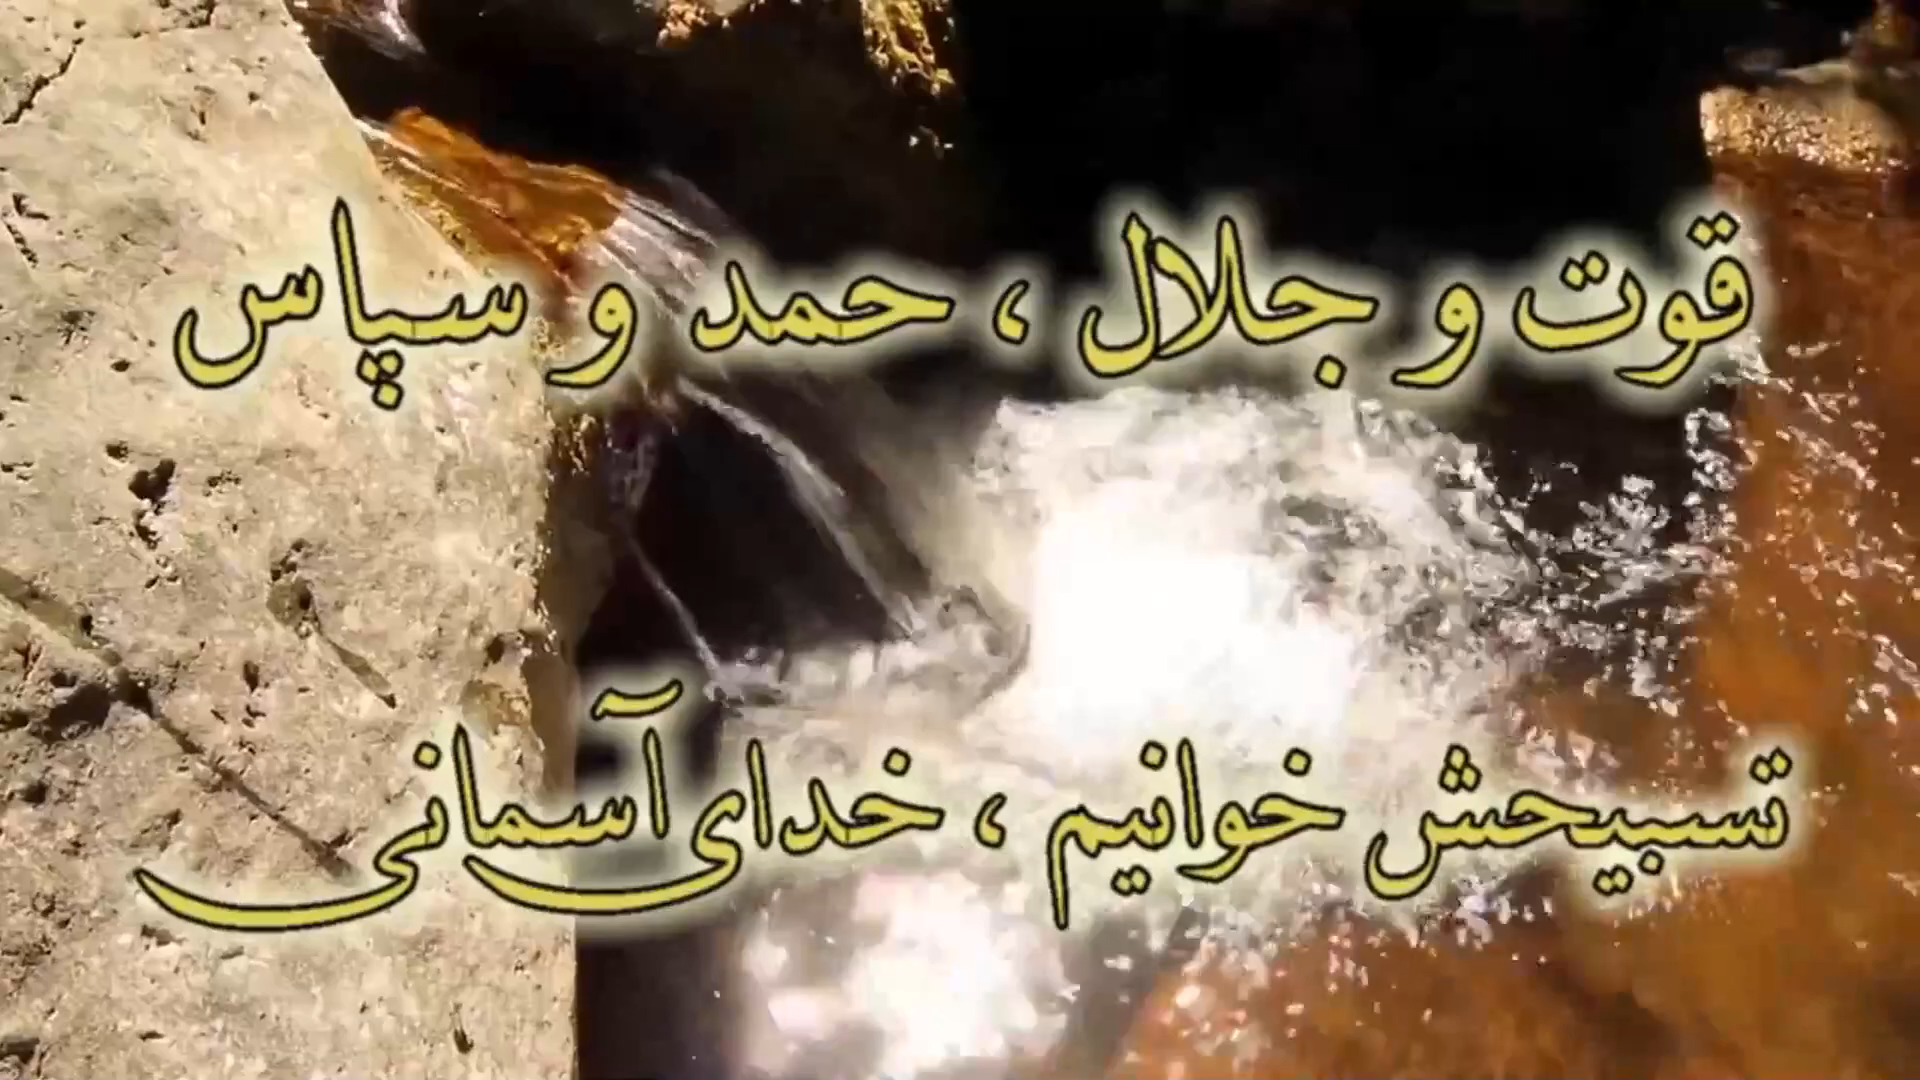 قوت و جلال ، حمد و سپاس
تسبیحش خوانیم ، خدای آسمانی